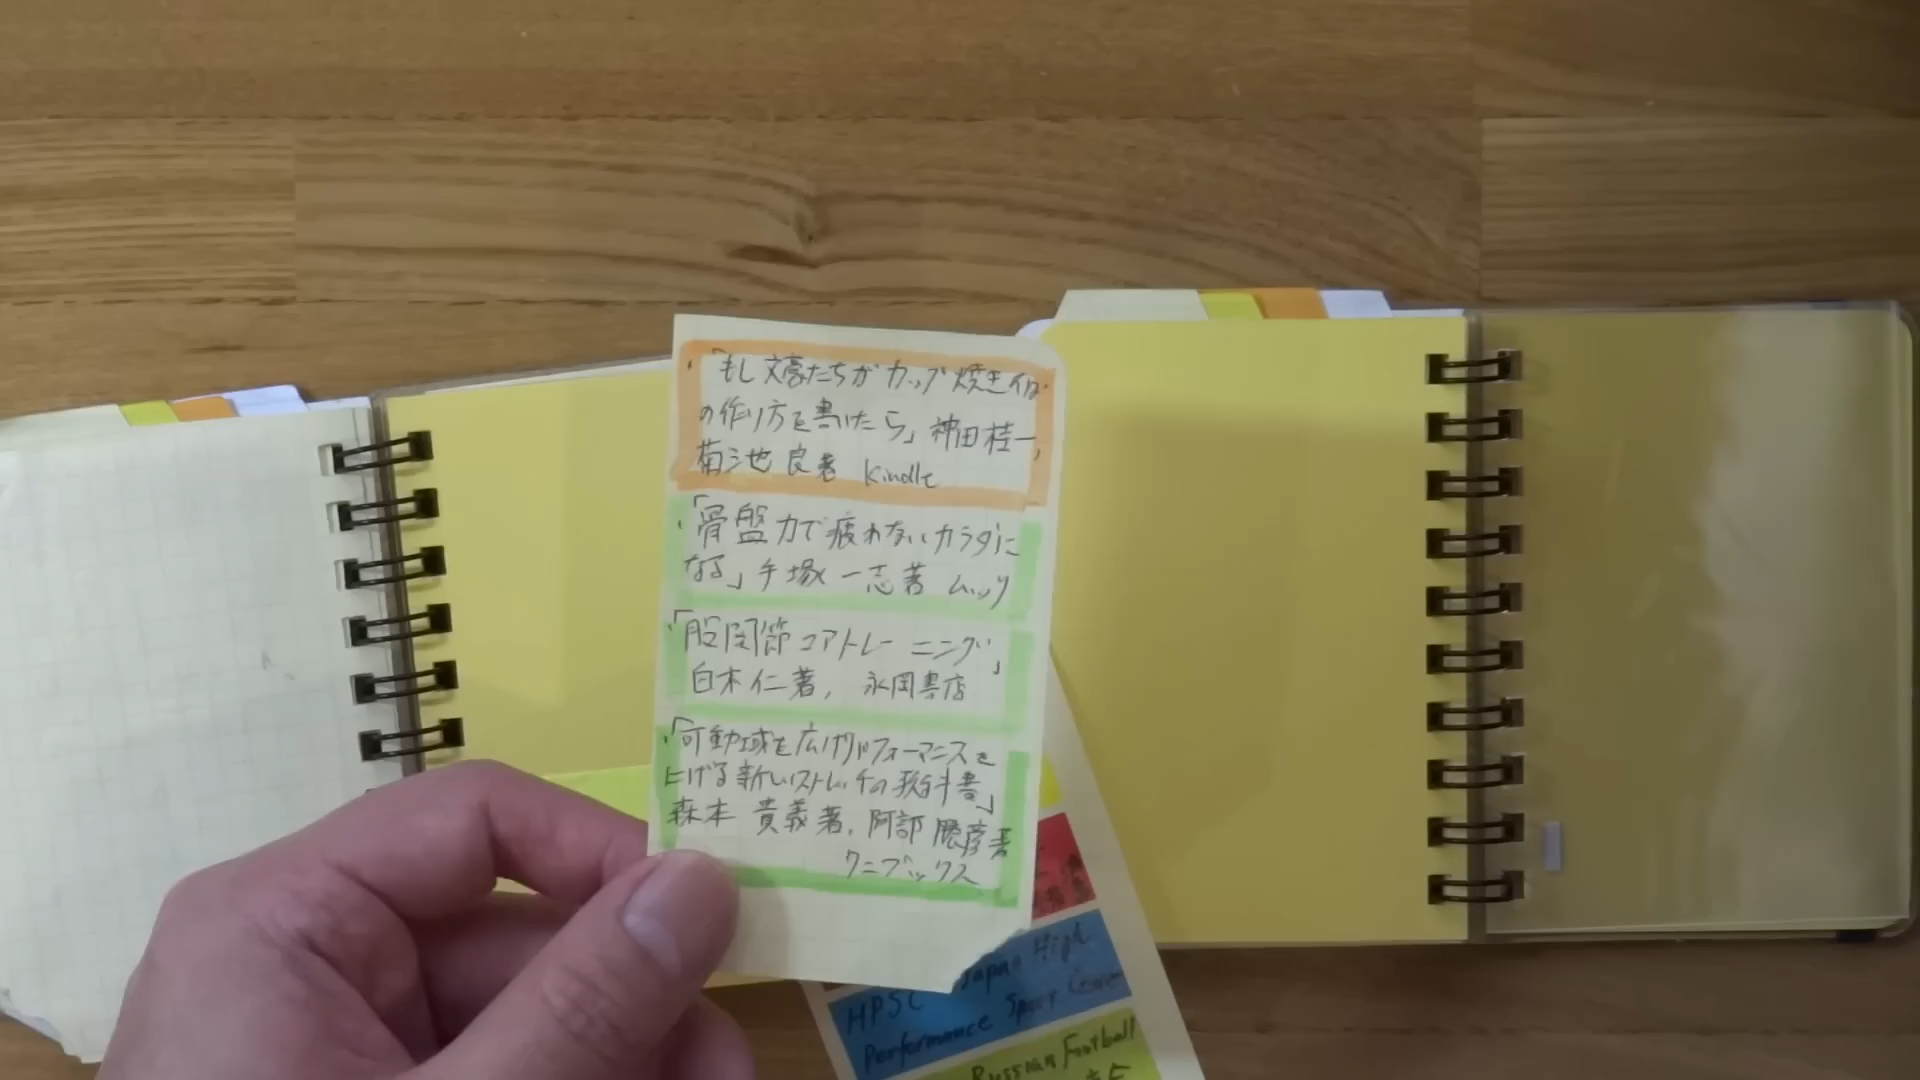 ・「もし文豪たちがカップ焼きそば
の作り方を書いたら」神田桂一,
菊池良著 kindle
・「骨盤力で疲れないカラダに
なる」手塚一志著 ムック
・「股関節コアトレーニング」
白木仁著, 永岡書店
・「可動域を広げパフォーマンスを
上げる新しいストレッチの教科書」
森本貴義著, 阿部勝彦著
ワニブックス
HPSC Japan High
Performance Sport Center
Russian Football